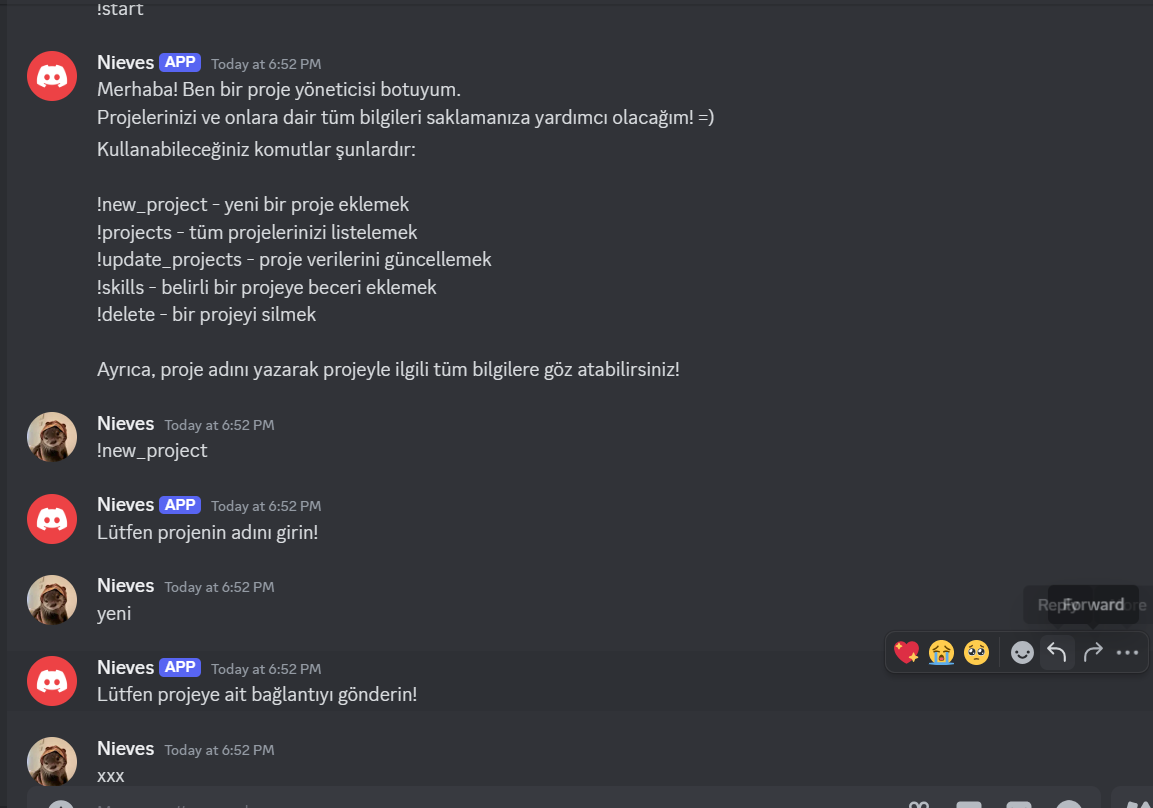 !start
Nieves APP Today at 6:52 PM
Merhaba! Ben bir proje yöneticisi botuyum.
Projelerinizi ve onlara dair tüm bilgileri saklamanıza yardımcı olacağım! =)
Kullanabileceğiniz komutlar şunlardır:
!new_project - yeni bir proje eklemek
!projects - tüm projelerinizi listelemek
!update_projects - proje verilerini güncellemek
!skills - belirli bir projeye beceri eklemek
!delete - bir projeyi silmek
Ayrıca, proje adını yazarak projeyle ilgili tüm bilgilere göz atabilirsiniz!
Nieves Today at 6:52 PM
!new_project
Nieves APP Today at 6:52 PM
Lütfen projenin adını girin!
Nieves Today at 6:52 PM
yeni
Forward
Nieves APP Today at 6:52 PM
Lütfen projeye ait bağlantıyı gönderin!
Nieves Today at 6:52 PM
xxx